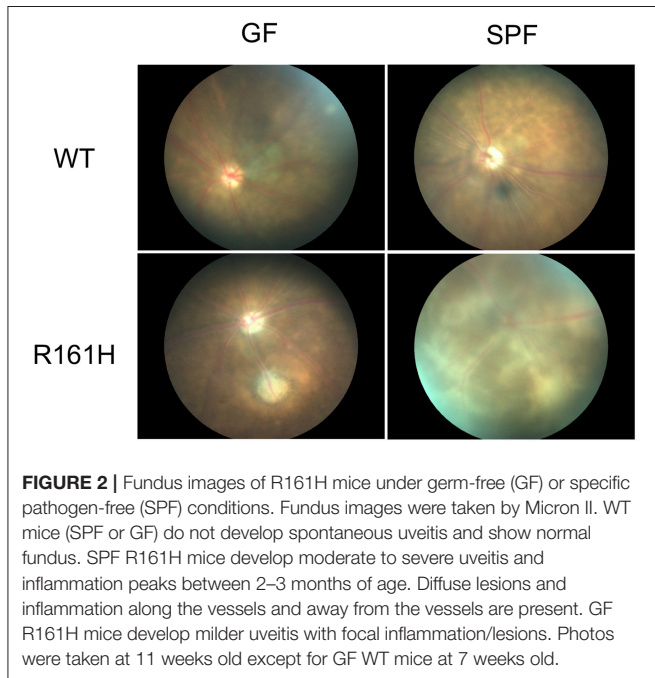 GF SPF
WT
R161H
FIGURE 2 | Fundus images of R161H mice under germ-free (GF) or specific
pathogen-free (SPF) conditions. Fundus images were taken by Micron II. WT
mice (SPF or GF) do not develop spontaneous uveitis and show normal
fundus. SPF R161H mice develop moderate to severe uveitis and
inflammation peaks between 2–3 months of age. Diffuse lesions and
inflammation along the vessels and away from the vessels are present. GF
R161H mice develop milder uveitis with focal inflammation/lesions. Photos
were taken at 11 weeks old except for GF WT mice at 7 weeks old.